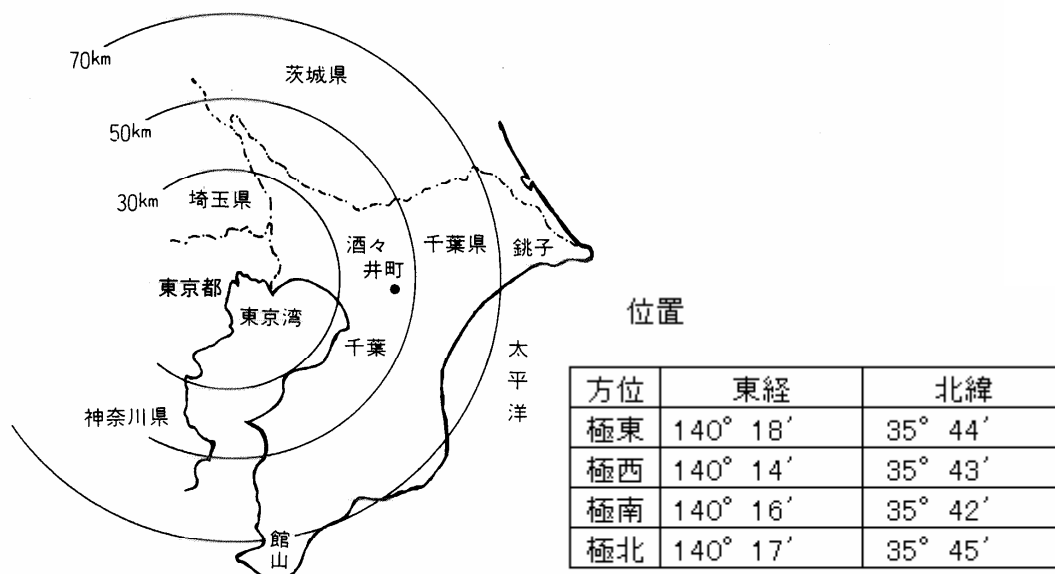 70km
茨城県
50km
30km
埼玉県
酒々
井町
千葉県
銚子
東京都
東京湾
千葉
太平洋
神奈川県
館山
位置
方位 東経 北緯
極東 140° 18′ 35° 44′
極西 140° 14′ 35° 43′
極南 140° 16′ 35° 42′
極北 140° 17′ 35° 45′